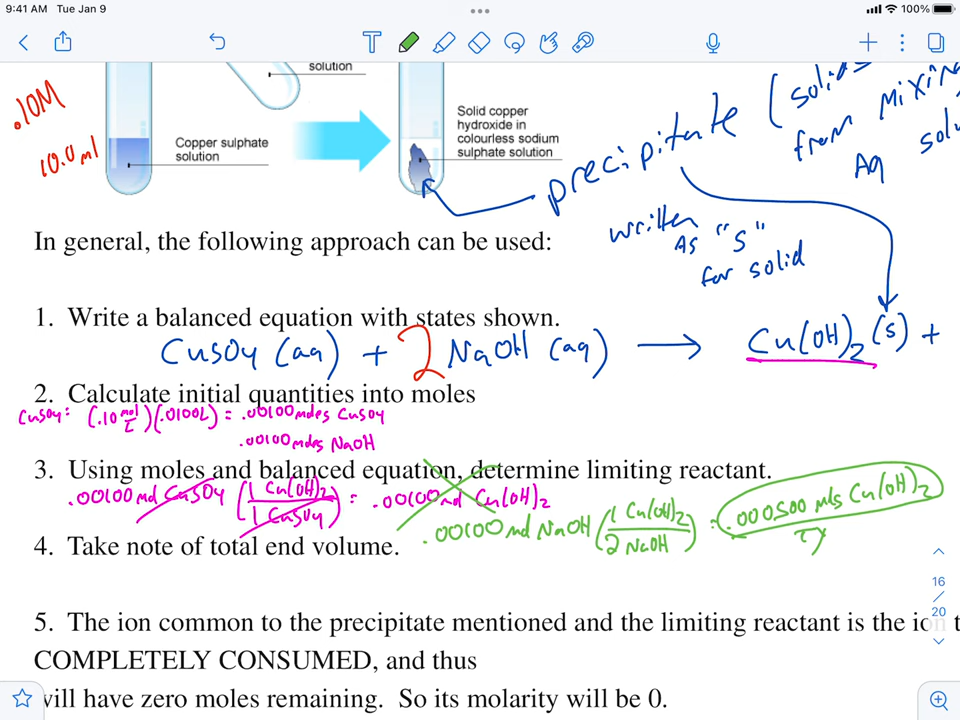 9:41 AM Tue Jan 9
100%
solution
.10M
10.0 ml
Copper sulphate
solution
Solid copper
hydroxide in
colourless sodium
sulphate solution
precipitate (solids
from mixing
Aq solu
written
As "S"
for solid
In general, the following approach can be used:
1. Write a balanced equation with states shown.
CuSO4 (aq) + 2 NaOH (aq) → Cu(OH)2 (s) +
2. Calculate initial quantities into moles
CuSO4: (.10 mol/L)(.0100L) = .00100 moles CuSO4
.00100 moles NaOH
3. Using moles and balanced equation, determine limiting reactant.
.00100 mol CuSO4 (1 Cu(OH)2 / 1 CuSO4) = .00100 mol Cu(OH)2
.00100 mol NaOH (1 Cu(OH)2 / 2 NaOH) = .000500 mols Cu(OH)2
4. Take note of total end volume.
TY
16
/
20
5. The ion common to the precipitate mentioned and the limiting reactant is the ion t
COMPLETELY CONSUMED, and thus
will have zero moles remaining. So its molarity will be 0.